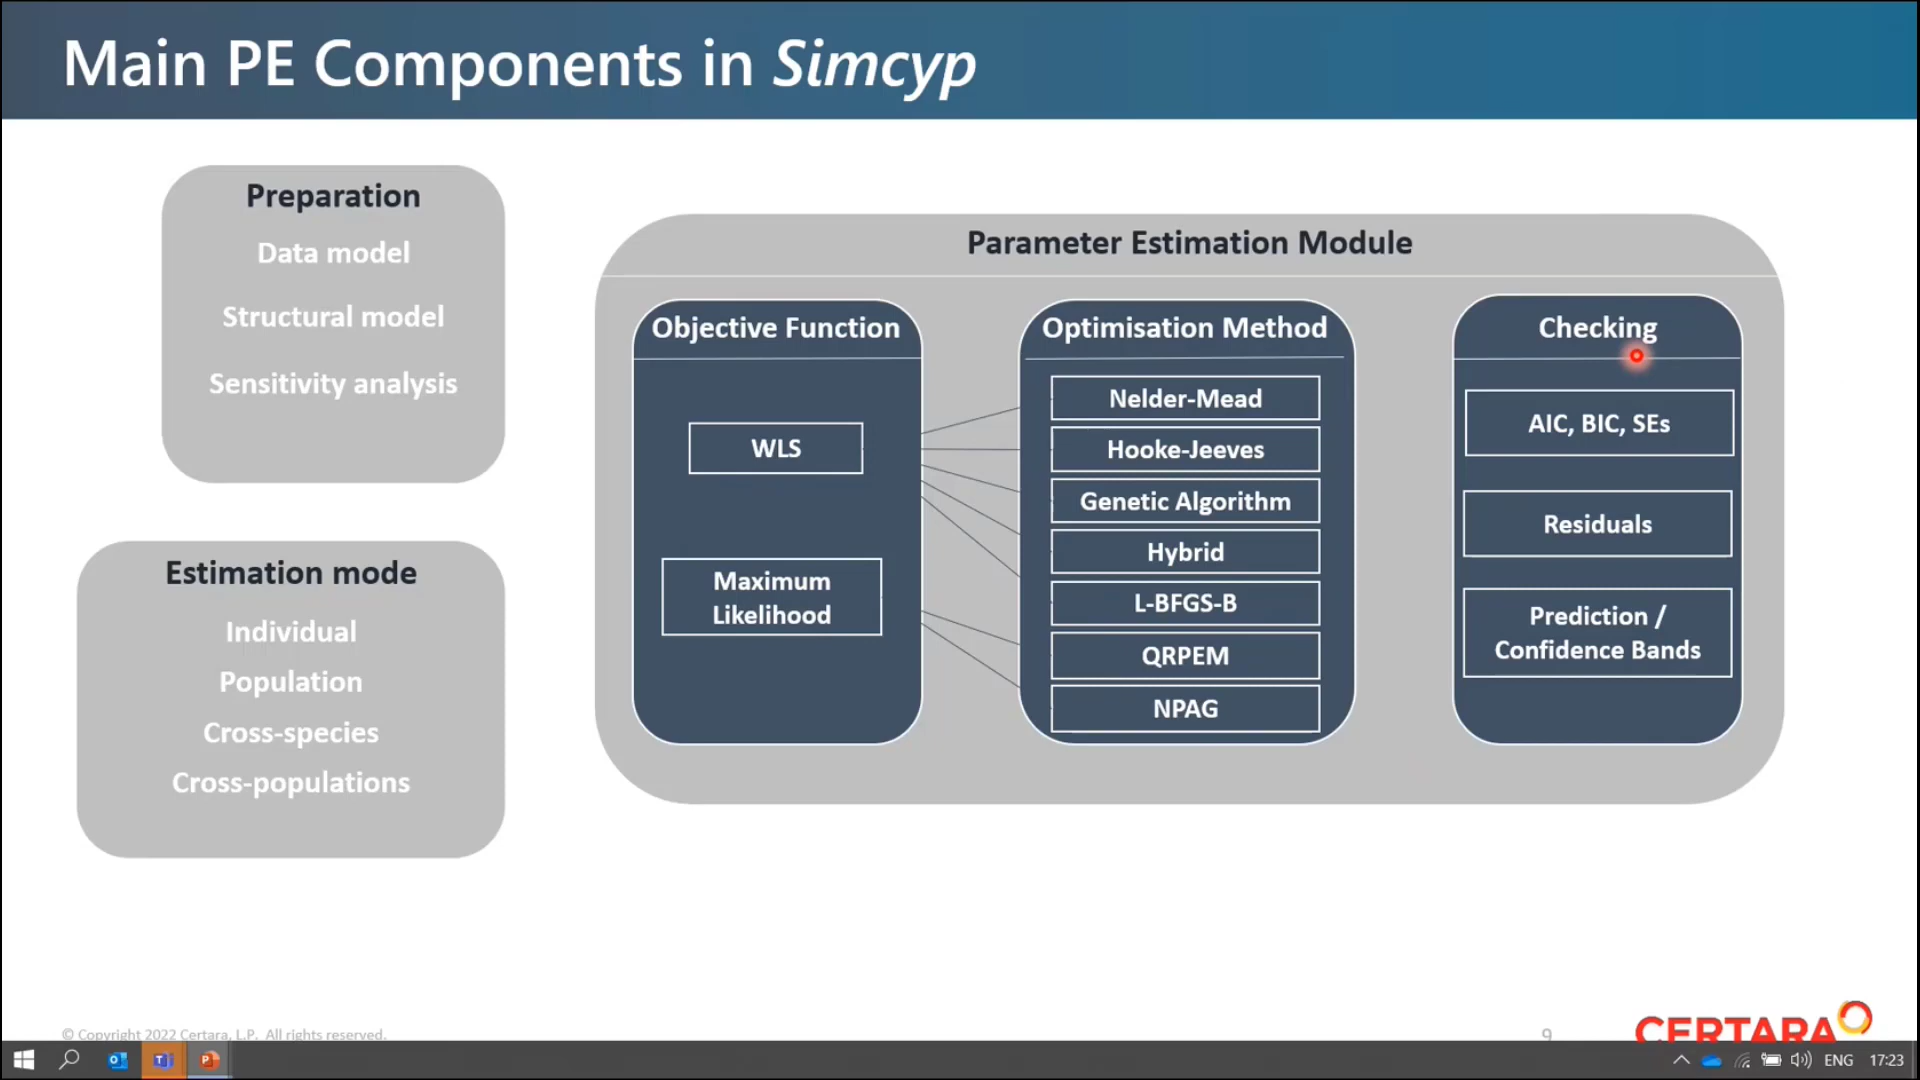 Main PE Components in Simcyp
Preparation
Data model
Structural model
Sensitivity analysis
Estimation mode
Individual
Population
Cross-species
Cross-populations
Parameter Estimation Module
Objective Function
WLS
Maximum
Likelihood
Optimisation Method
Nelder-Mead
Hooke-Jeeves
Genetic Algorithm
Hybrid
L-BFGS-B
QRPEM
NPAG
Checking
AIC, BIC, SEs
Residuals
Prediction /
Confidence Bands
© Copyright 2022 Certara, L.P. All rights reserved.
9
CERTARA
ENG
17:23